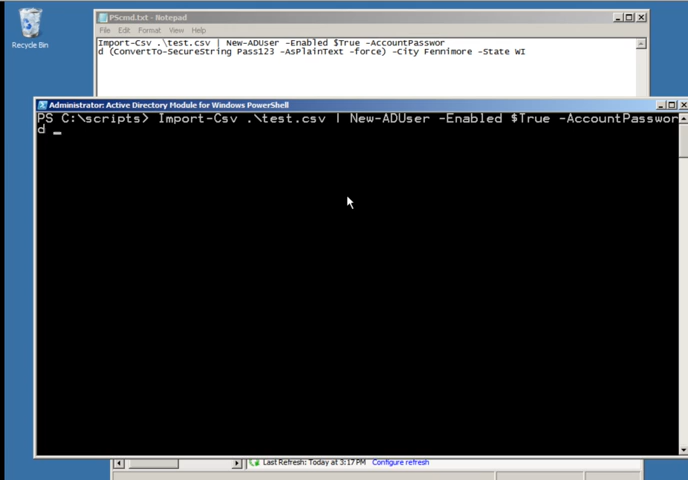 Recycle Bin
PScmd.txt - Notepad
File Edit Format View Help
Import-Csv .\test.csv | New-ADUser -Enabled $True -AccountPasswor
d (ConvertTo-SecureString Pass123 -AsPlainText -force) -City Fennimore -State WI
Administrator: Active Directory Module for Windows PowerShell
PS C:\scripts> Import-Csv .\test.csv | New-ADUser -Enabled $True -AccountPasswor
d _
Last Refresh: Today at 3:17 PM Configure refresh